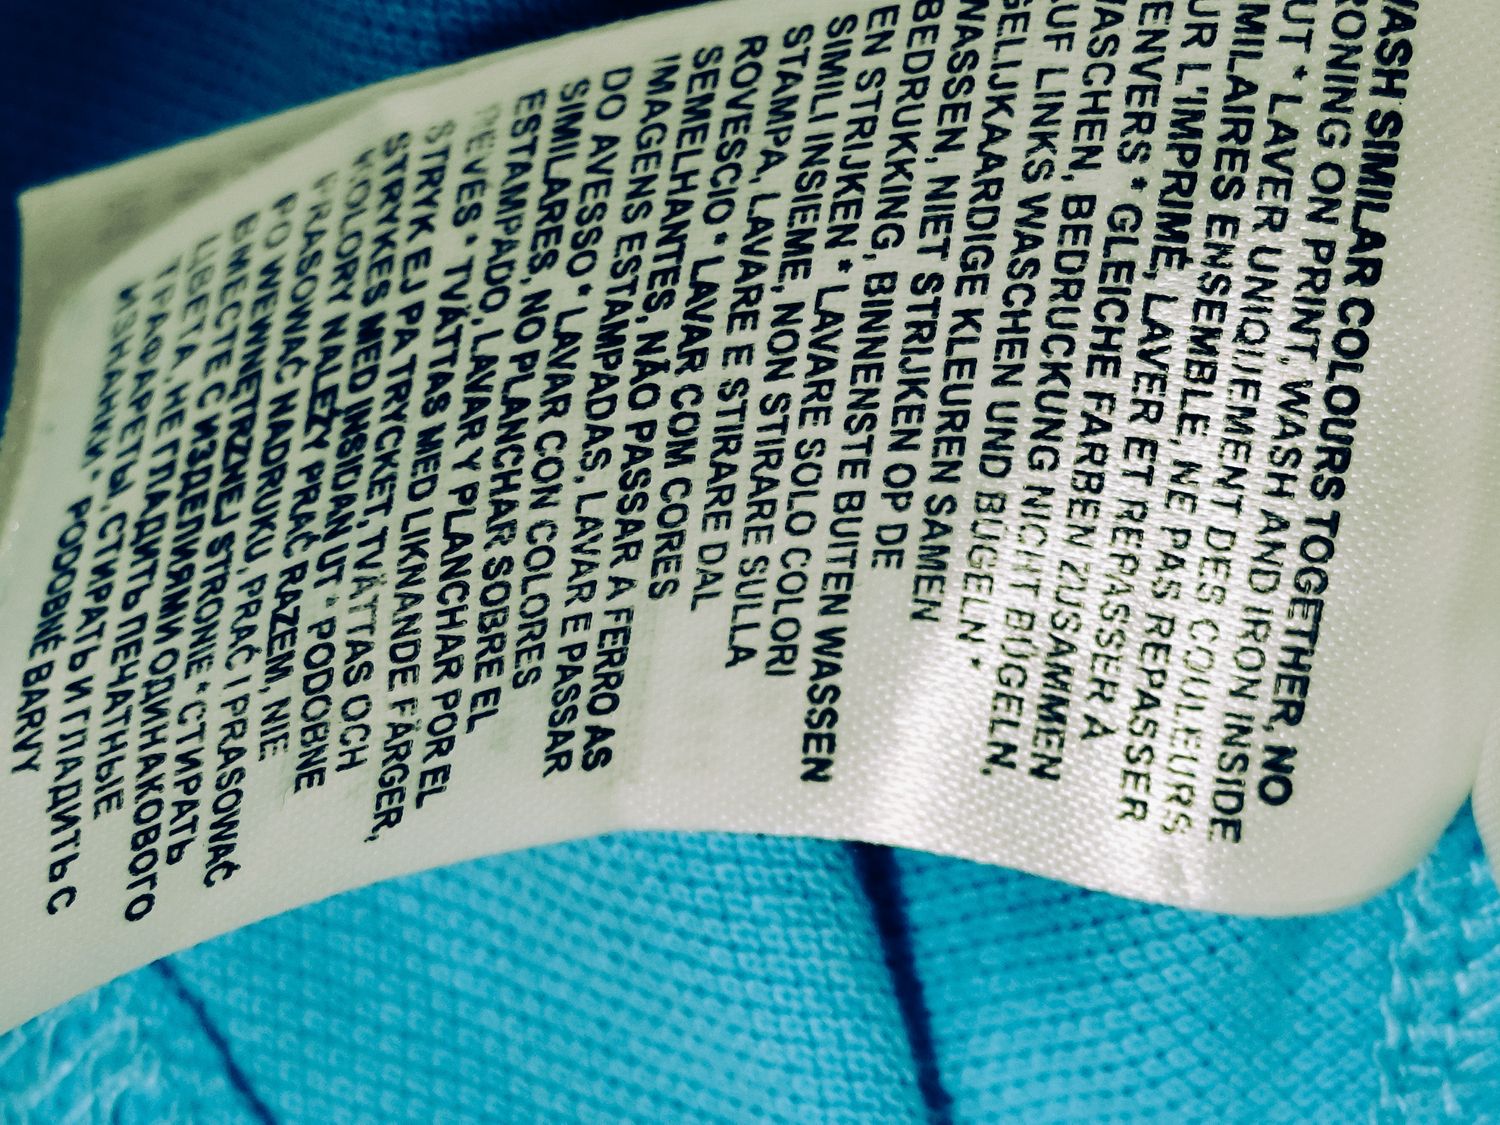 WASH SIMILAR COLOURS TOGETHER, NO
IRONING ON PRINT, WASH AND IRON INSIDE
OUT * LAVER UNIQUEMENT DES COULEURS
SIMILAIRES ENSEMBLE, NE PAS REPASSER
SUR L'IMPRIMÉ, LAVER ET REPASSER À
L'ENVERS * GLEICHE FARBEN ZUSAMMEN
WASCHEN, BEDRUCKUNG NICHT BÜGELN,
AUF LINKS WASCHEN UND BÜGELN *
GELIJKAARDIGE KLEUREN SAMEN
WASSEN, NIET STRIJKEN OP DE
BEDRUKKING, BINNENSTE BUITEN WASSEN
EN STRIJKEN * LAVARE SOLO COLORI
SIMILI INSIEME, NON STIRARE SULLA
STAMPA, LAVARE E STIRARE DAL
ROVESCIO * LAVAR COM CORES
SEMELHANTES, NÃO PASSAR A FERRO AS
IMAGENS ESTAMPADAS, LAVARE PASSAR
DO AVESSO * LAVAR CON COLORES
SIMILARES, NO PLANCHAR SOBRE EL
ESTAMPADO, LAVAR Y PLANCHAR POR EL
REVÉS * TVÄTTAS MED LIKNANDE FÄRGER,
STRYK EJ PÅ TRYCKET, TVÄTTAS OCH
STRYKES MED INSIDAN UT * PODOBNE
KOLORY NALEŻY PRAĆ RAZEM, NIE
PRASOWAĆ NADRUKU, PRAĆ I PRASOWAĆ
PO WEWNĘTRZNEJ STRONIE * СТИРАТЬ
ВМЕСТЕ С ИЗДЕЛИЯМИ ОДИНАКОВОГО
ЦВЕТА, НЕ ГЛАДИТЬ ПЕЧАТНЫЕ
ТРАФАРЕТЫ, СТИРАТЬ И ГЛАДИТЬ С
ИЗНАНКИ * PODOBNÉ BARVY